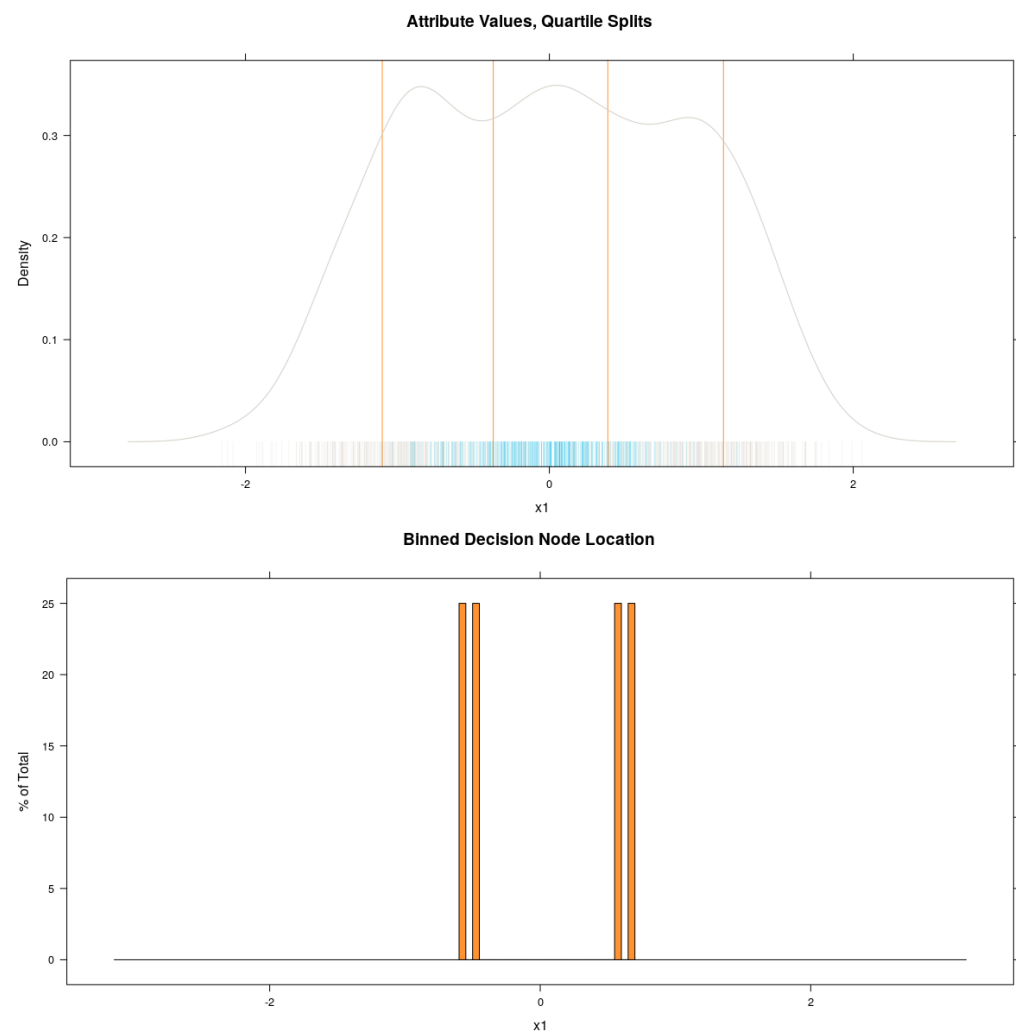 Attribute Values, Quartile Splits
Density
0.3
0.2
0.1
0.0
-2 0 2
x1
Binned Decision Node Location
% of Total
25
20
15
10
5
0
-2 0 2
x1